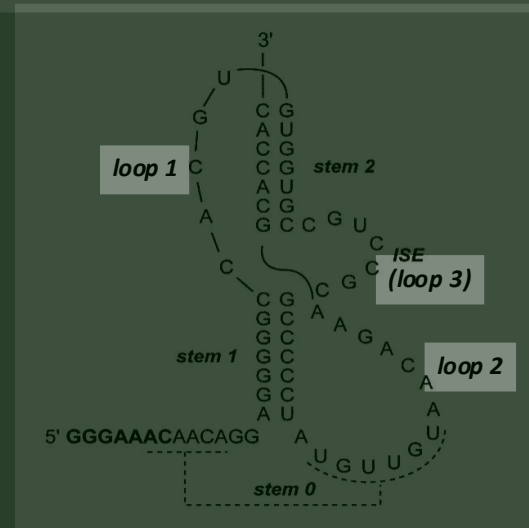 3'
U
G
C
A
C
C G
A U
C G
C G
A U
C G
G C C G U C C G C A
stem 2
loop 1
ISE
(loop 3)
C G
G C
G C
G C
G C
G C
A U
stem 1
A G A C A A U G U U G U A
loop 2
5' GGGAAACAACAGG
stem 0